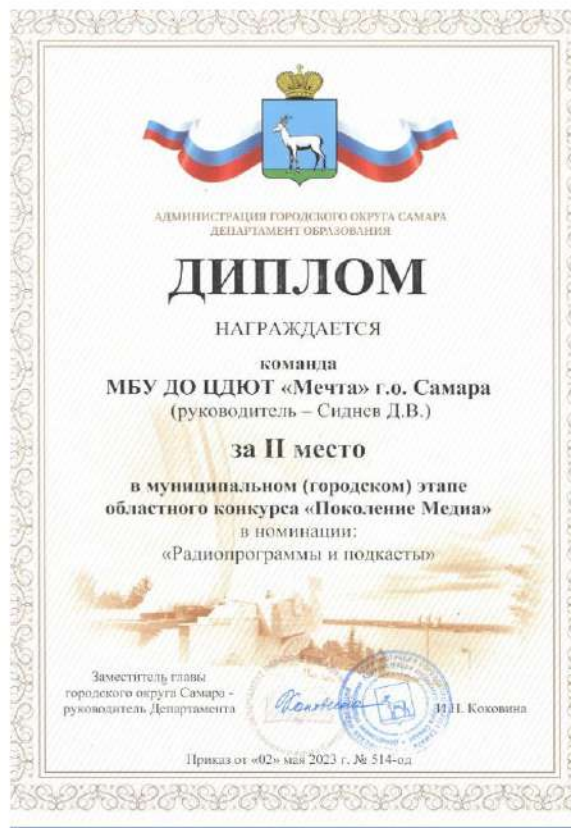 АДМИНИСТРАЦИЯ ГОРОДСКОГО ОКРУГА САМАРА
ДЕПАРТАМЕНТ ОБРАЗОВАНИЯ
ДИПЛОМ
НАГРАЖДАЕТСЯ
команда
МБУ ДО ЦДЮТ «Мечта» г.о. Самара
(руководитель – Сиднев Д.В.)
за II место
в муниципальном (городском) этапе
областного конкурса «Поколение Медиа»
в номинации:
«Радиопрограммы и подкасты»
Заместитель главы
городского округа Самара -
руководитель Департамента
И.Н. Коковина
Приказ от «02» мая 2023 г. № 514-од